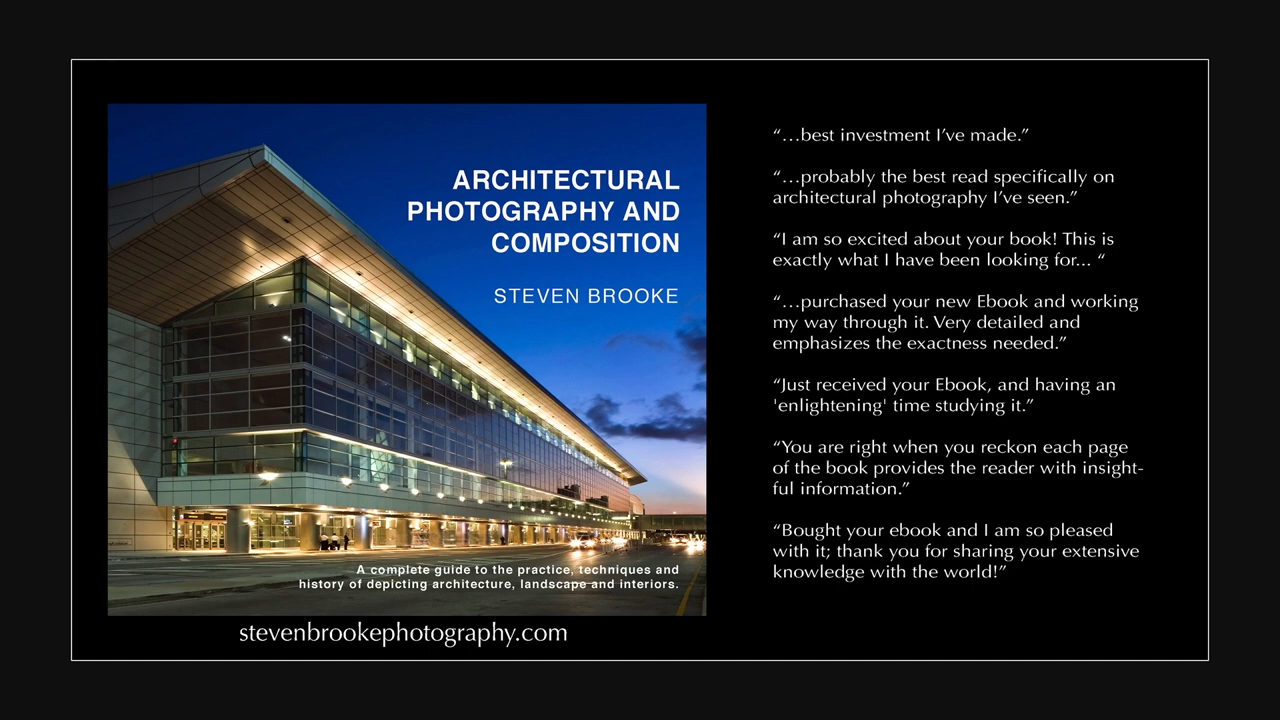 ARCHITECTURAL
PHOTOGRAPHY AND
COMPOSITION
STEVEN BROOKE
A complete guide to the practice, techniques and
history of depicting architecture, landscape and interiors.
stevenbrookephotography.com
“…best investment I’ve made.”
“…probably the best read specifically on
architectural photography I’ve seen.”
“I am so excited about your book! This is
exactly what I have been looking for... “
“…purchased your new Ebook and working
my way through it. Very detailed and
emphasizes the exactness needed.”
“Just received your Ebook, and having an
'enlightening' time studying it.”
“You are right when you reckon each page
of the book provides the reader with insight-
ful information.”
“Bought your ebook and I am so pleased
with it; thank you for sharing your extensive
knowledge with the world!”